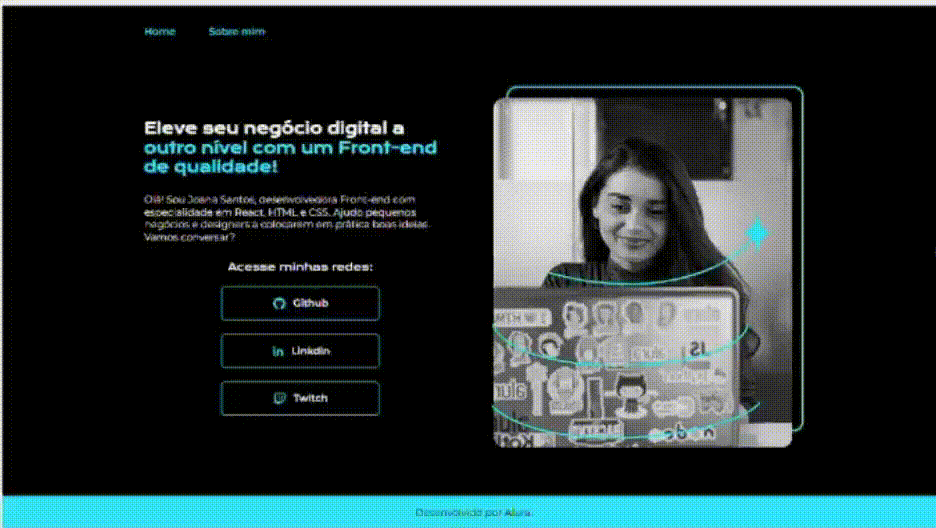 Home
Sobre mim
Eleve seu negócio digital a
outro nível com um Front-end
de qualidade!
Olá! Sou Joana Santos, desenvolvedora Front-end com
especialidade em React, HTML e CSS. Ajudo pequenos
negócios e designers a colocarem em prática boas ideias.
Vamos conversar?
Acesse minhas redes:
Github
in Linkdin
Twitch
JS
Desenvolvido por Alura.